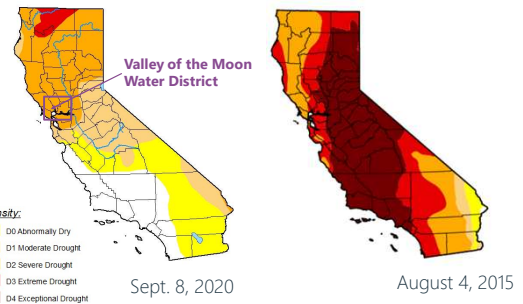 Valley of the Moon
Water District
nsity:
D0 Abnormally Dry
D1 Moderate Drought
D2 Severe Drought
D3 Extreme Drought
D4 Exceptional Drought
Sept. 8, 2020
August 4, 2015